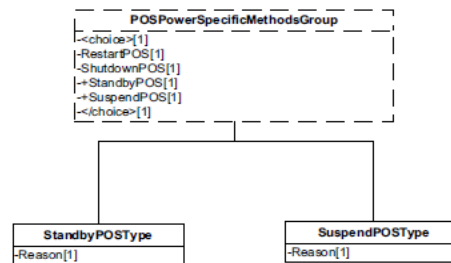 POSPowerSpecificMethodsGroup
-<choice>[1]
-RestartPOS[1]
-ShutdownPOS[1]
-+StandbyPOS[1]
-+SuspendPOS[1]
-</choice>[1]
StandbyPOSType
-Reason[1]
SuspendPOSType
-Reason[1]